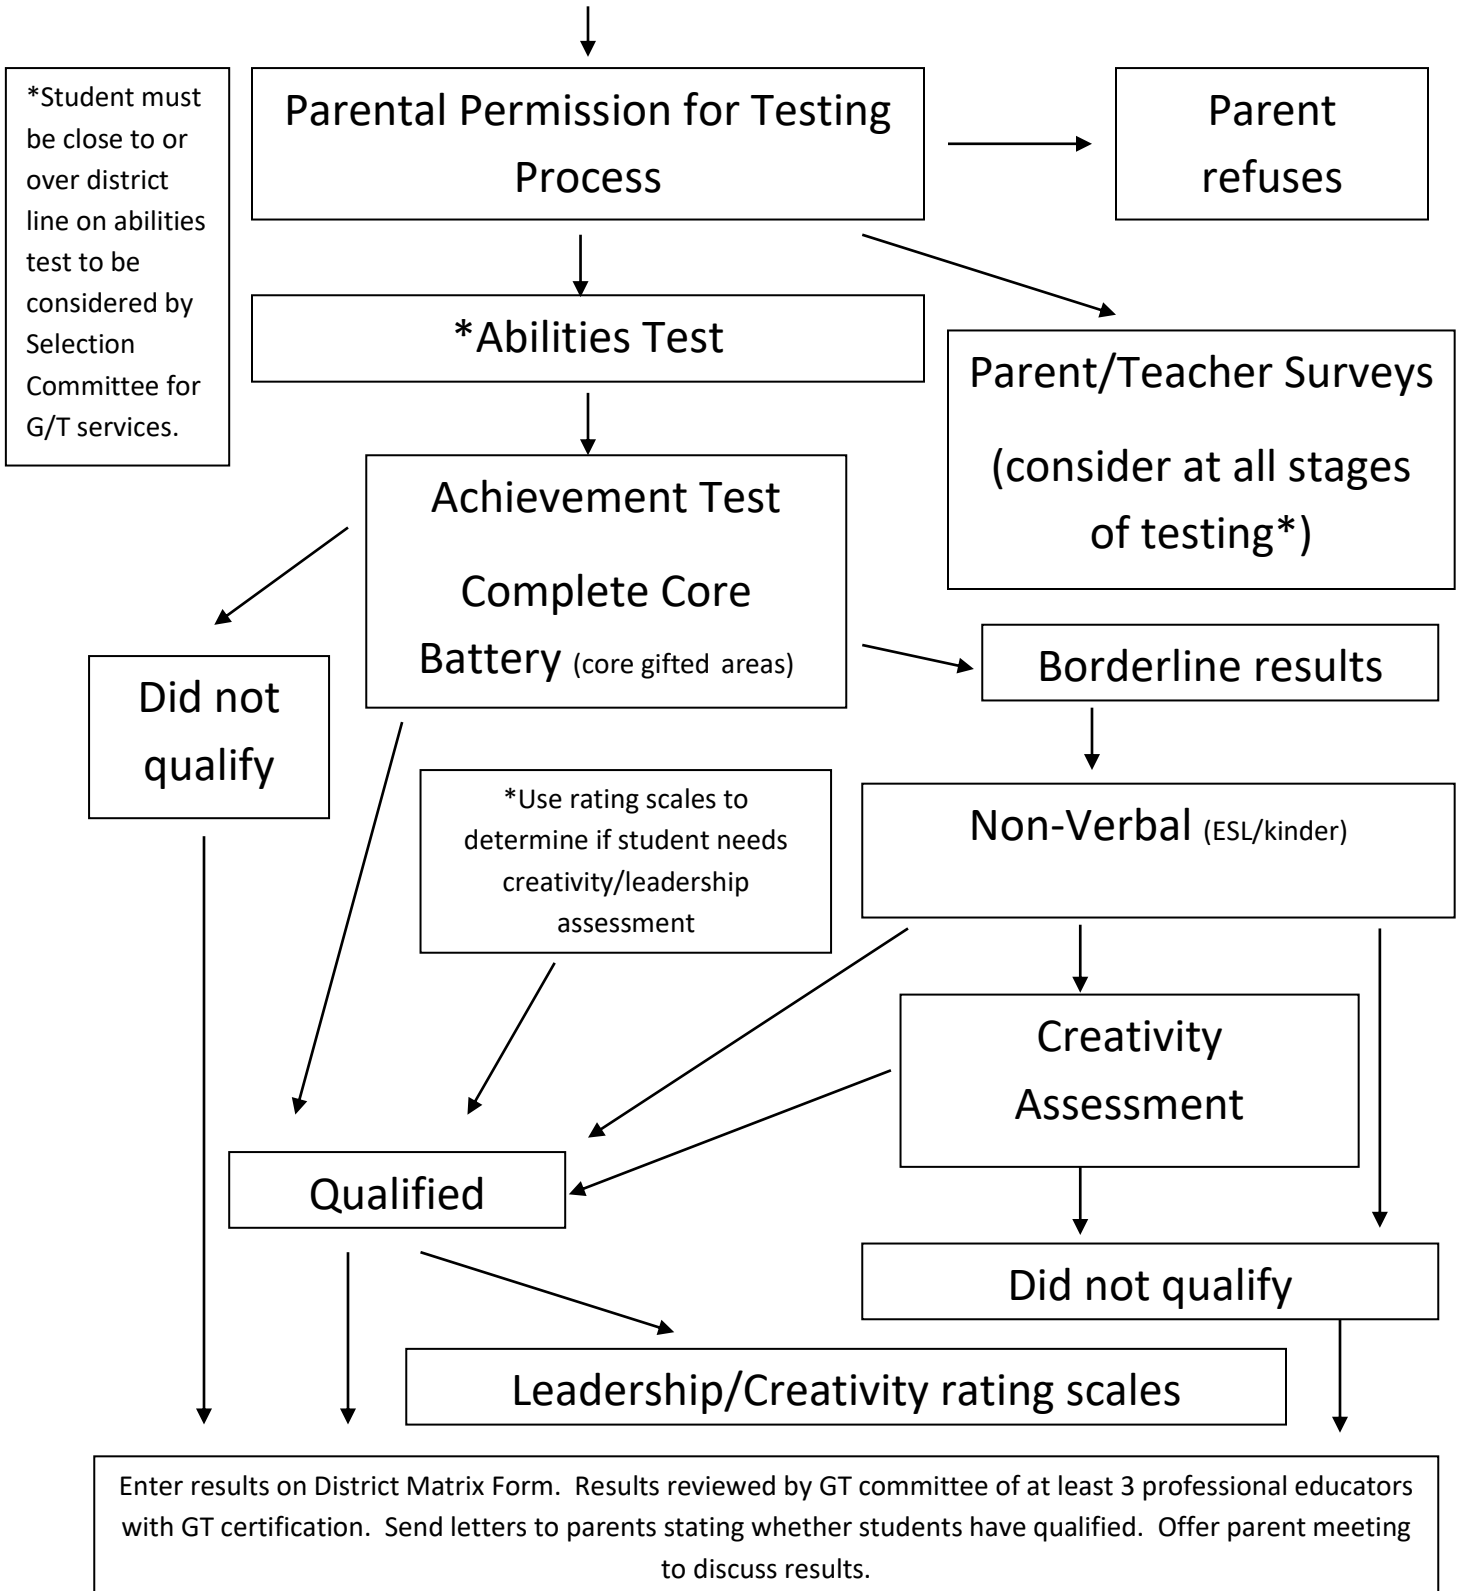 *Student must
be close to or
over district
line on abilities
test to be
considered by
Selection
Committee for
G/T services.
Parental Permission for Testing
Process
Parent
refuses
*Abilities Test
Parent/Teacher Surveys
(consider at all stages
of testing*)
Achievement Test
Complete Core
Battery (core gifted areas)
Borderline results
Did not
qualify
*Use rating scales to
determine if student needs
creativity/leadership
assessment
Non-Verbal (ESL/kinder)
Creativity
Assessment
Qualified
Did not qualify
Leadership/Creativity rating scales
Enter results on District Matrix Form. Results reviewed by GT committee of at least 3 professional educators
with GT certification. Send letters to parents stating whether students have qualified. Offer parent meeting
to discuss results.